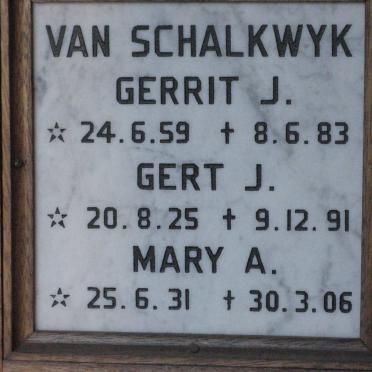 VAN SCHALKWYK
GERRIT J.
☆ 24.6.59 † 8.6.83
GERT J.
☆ 20.8.25 † 9.12.91
MARY A.
☆ 25.6.31 † 30.3.06